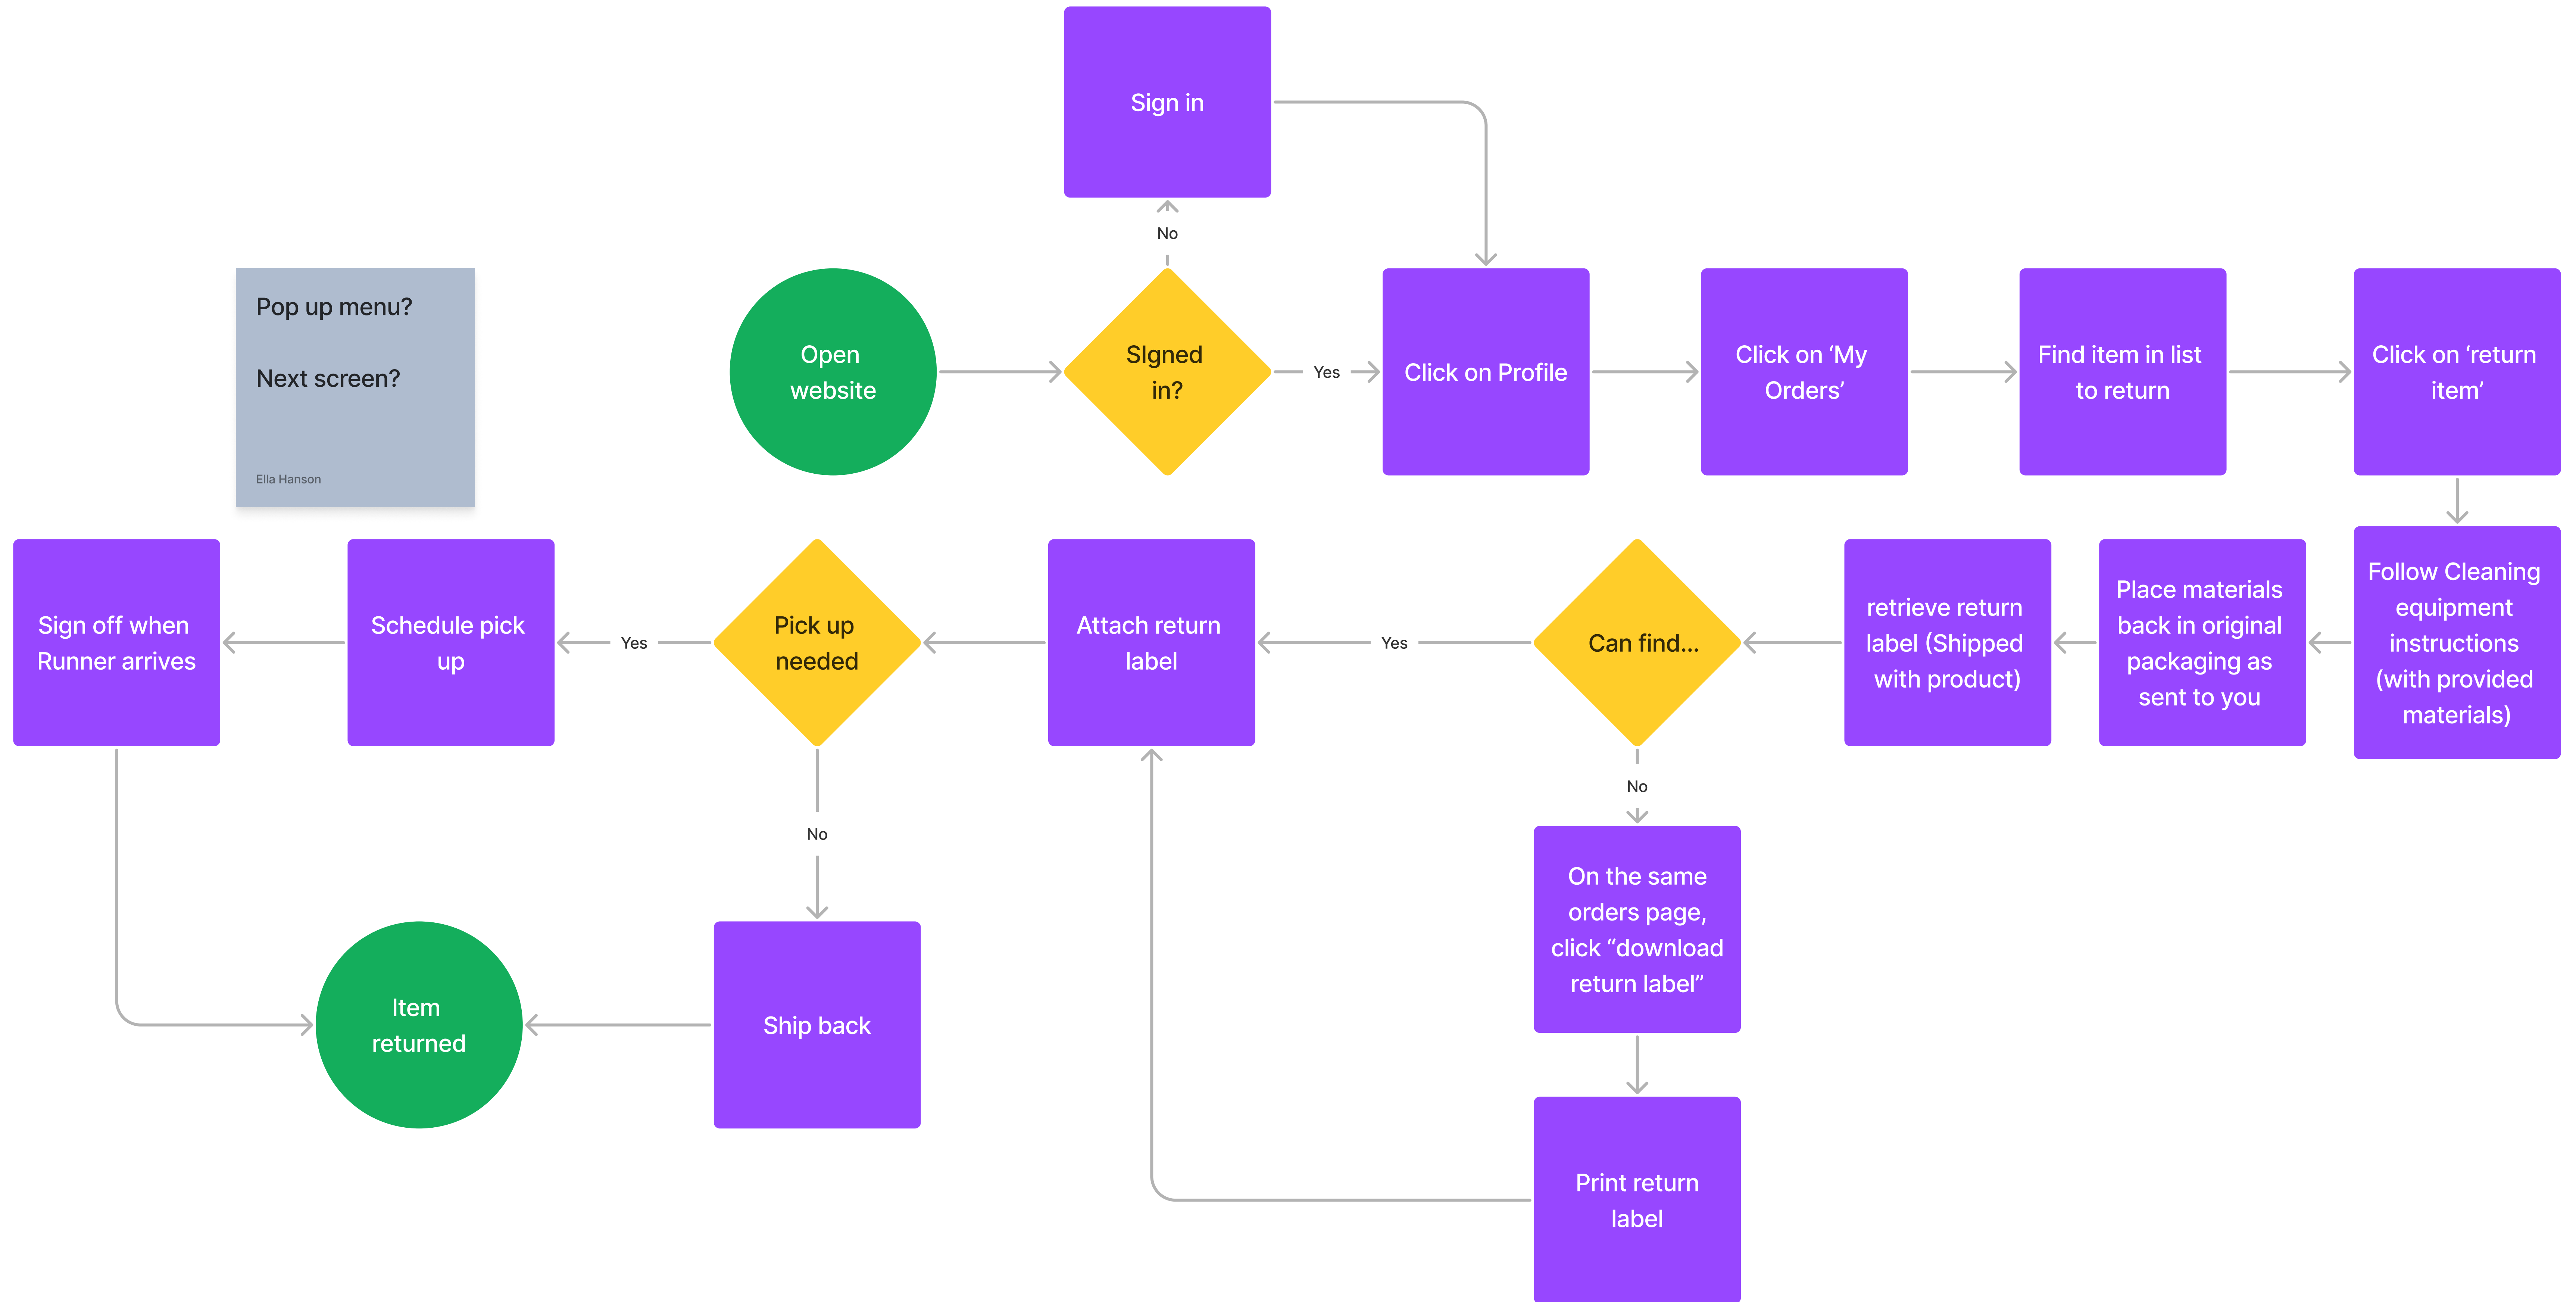 Sign in
No
Pop up menu?
Next screen?
Ella Hanson
Open
website
SIgned
in?
Yes
Click on Profile
Click on ‘My
Orders’
Find item in list
to return
Click on ‘return
item’
Follow Cleaning
equipment
instructions
(with provided
materials)
Place materials
back in original
packaging as
sent to you
retrieve return
label (Shipped
with product)
Can find...
Yes
Attach return
label
Pick up
needed
Yes
Schedule pick
up
Sign off when
Runner arrives
No
On the same
orders page,
click “download
return label”
Print return
label
No
Ship back
Item
returned